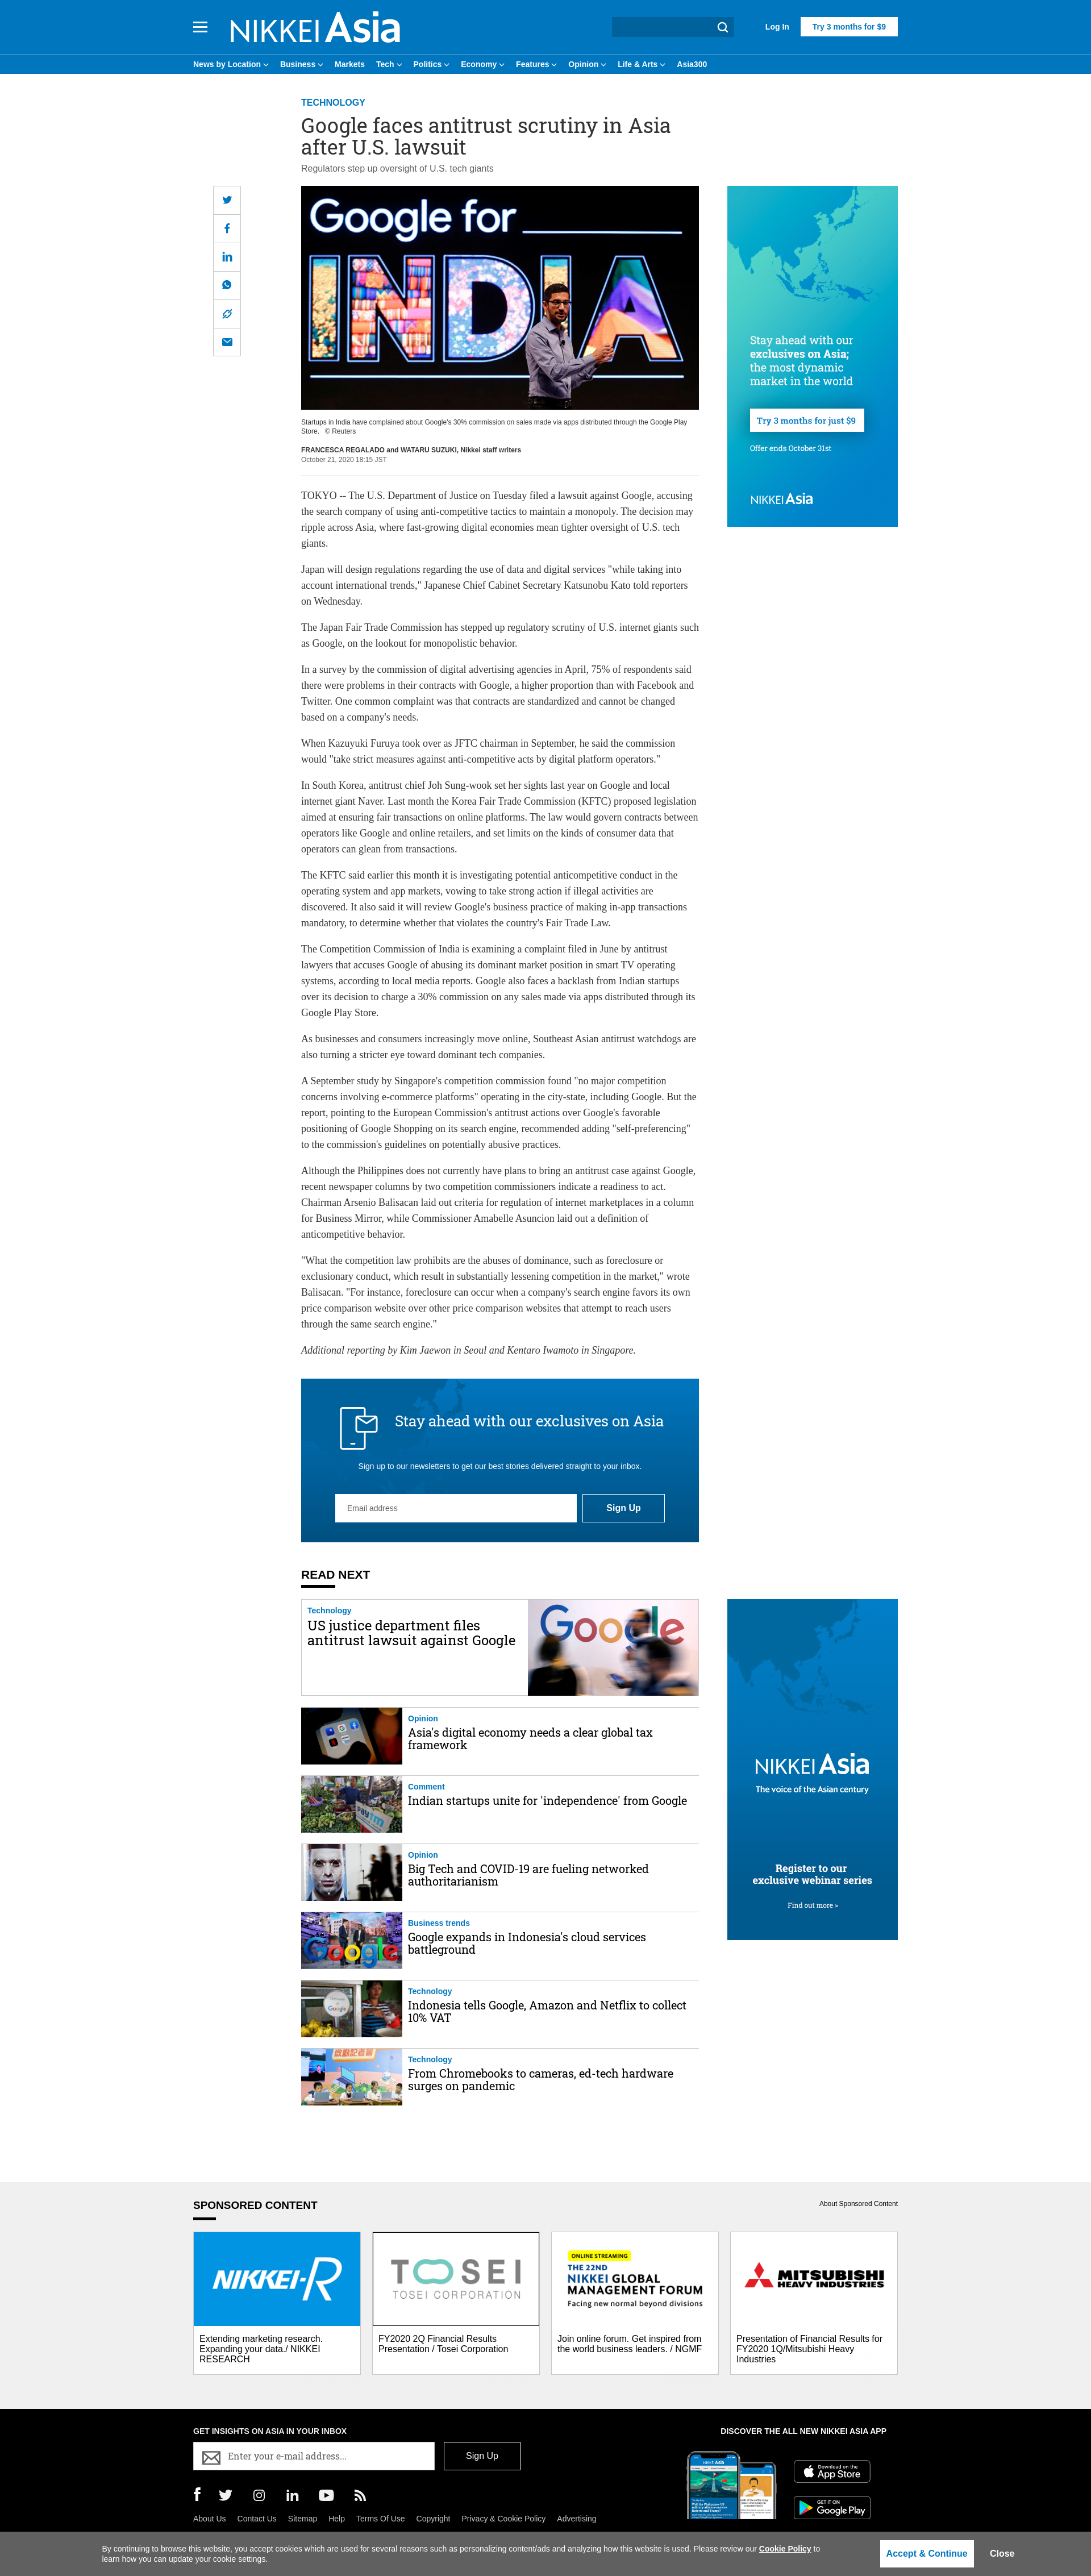 NIKKEI Asia
Log In
Try 3 months for $9
News by Location
Business
Markets
Tech
Politics
Economy
Features
Opinion
Life & Arts
Asia300
TECHNOLOGY
Google faces antitrust scrutiny in Asia
after U.S. lawsuit
Regulators step up oversight of U.S. tech giants
Google for
INDIA
Stay ahead with our
exclusives on Asia;
the most dynamic
market in the world
Try 3 months for just $9
Offer ends October 31st
NIKKEI Asia
Startups in India have complained about Google's 30% commission on sales made via apps distributed through the Google Play
Store. © Reuters
FRANCESCA REGALADO and WATARU SUZUKI, Nikkei staff writers
October 21, 2020 18:15 JST
TOKYO -- The U.S. Department of Justice on Tuesday filed a lawsuit against Google, accusing
the search company of using anti-competitive tactics to maintain a monopoly. The decision may
ripple across Asia, where fast-growing digital economies mean tighter oversight of U.S. tech
giants.
Japan will design regulations regarding the use of data and digital services "while taking into
account international trends," Japanese Chief Cabinet Secretary Katsunobu Kato told reporters
on Wednesday.
The Japan Fair Trade Commission has stepped up regulatory scrutiny of U.S. internet giants such
as Google, on the lookout for monopolistic behavior.
In a survey by the commission of digital advertising agencies in April, 75% of respondents said
there were problems in their contracts with Google, a higher proportion than with Facebook and
Twitter. One common complaint was that contracts are standardized and cannot be changed
based on a company's needs.
When Kazuyuki Furuya took over as JFTC chairman in September, he said the commission
would "take strict measures against anti-competitive acts by digital platform operators."
In South Korea, antitrust chief Joh Sung-wook set her sights last year on Google and local
internet giant Naver. Last month the Korea Fair Trade Commission (KFTC) proposed legislation
aimed at ensuring fair transactions on online platforms. The law would govern contracts between
operators like Google and online retailers, and set limits on the kinds of consumer data that
operators can glean from transactions.
The KFTC said earlier this month it is investigating potential anticompetitive conduct in the
operating system and app markets, vowing to take strong action if illegal activities are
discovered. It also said it will review Google's business practice of making in-app transactions
mandatory, to determine whether that violates the country's Fair Trade Law.
The Competition Commission of India is examining a complaint filed in June by antitrust
lawyers that accuses Google of abusing its dominant market position in smart TV operating
systems, according to local media reports. Google also faces a backlash from Indian startups
over its decision to charge a 30% commission on any sales made via apps distributed through its
Google Play Store.
As businesses and consumers increasingly move online, Southeast Asian antitrust watchdogs are
also turning a stricter eye toward dominant tech companies.
A September study by Singapore's competition commission found "no major competition
concerns involving e-commerce platforms" operating in the city-state, including Google. But the
report, pointing to the European Commission's antitrust actions over Google's favorable
positioning of Google Shopping on its search engine, recommended adding "self-preferencing"
to the commission's guidelines on potentially abusive practices.
Although the Philippines does not currently have plans to bring an antitrust case against Google,
recent newspaper columns by two competition commissioners indicate a readiness to act.
Chairman Arsenio Balisacan laid out criteria for regulation of internet marketplaces in a column
for Business Mirror, while Commissioner Amabelle Asuncion laid out a definition of
anticompetitive behavior.
"What the competition law prohibits are the abuses of dominance, such as foreclosure or
exclusionary conduct, which result in substantially lessening competition in the market," wrote
Balisacan. "For instance, foreclosure can occur when a company's search engine favors its own
price comparison website over other price comparison websites that attempt to reach users
through the same search engine."
Additional reporting by Kim Jaewon in Seoul and Kentaro Iwamoto in Singapore.
Stay ahead with our exclusives on Asia
Sign up to our newsletters to get our best stories delivered straight to your inbox.
Email address
Sign Up
READ NEXT
Technology
US justice department files
antitrust lawsuit against Google
Google
Opinion
Asia's digital economy needs a clear global tax
framework
Comment
Indian startups unite for 'independence' from Google
PAYTM
Opinion
Big Tech and COVID-19 are fueling networked
authoritarianism
Business trends
Google expands in Indonesia's cloud services
battleground
Google
Technology
Indonesia tells Google, Amazon and Netflix to collect
10% VAT
Google
Technology
From Chromebooks to cameras, ed-tech hardware
surges on pandemic
NIKKEI Asia
The voice of the Asian century
Register to our
exclusive webinar series
Find out more >
SPONSORED CONTENT
About Sponsored Content
NIKKEI-R
Extending marketing research.
Expanding your data./ NIKKEI
RESEARCH
TOSEI
TOSEI CORPORATION
FY2020 2Q Financial Results
Presentation / Tosei Corporation
ONLINE STREAMING
THE 22ND
NIKKEI GLOBAL
MANAGEMENT FORUM
Facing new normal beyond divisions
Join online forum. Get inspired from
the world business leaders. / NGMF
MITSUBISHI
HEAVY INDUSTRIES
Presentation of Financial Results for
FY2020 1Q/Mitsubishi Heavy
Industries
GET INSIGHTS ON ASIA IN YOUR INBOX
Enter your e-mail address...
Sign Up
DISCOVER THE ALL NEW NIKKEI ASIA APP
Download on the
App Store
GET IT ON
Google Play
About Us
Contact Us
Sitemap
Help
Terms Of Use
Copyright
Privacy & Cookie Policy
Advertising
By continuing to browse this website, you accept cookies which are used for several reasons such as personalizing content/ads and analyzing how this website is used. Please review our Cookie Policy to
learn how you can update your cookie settings.
Accept & Continue
Close